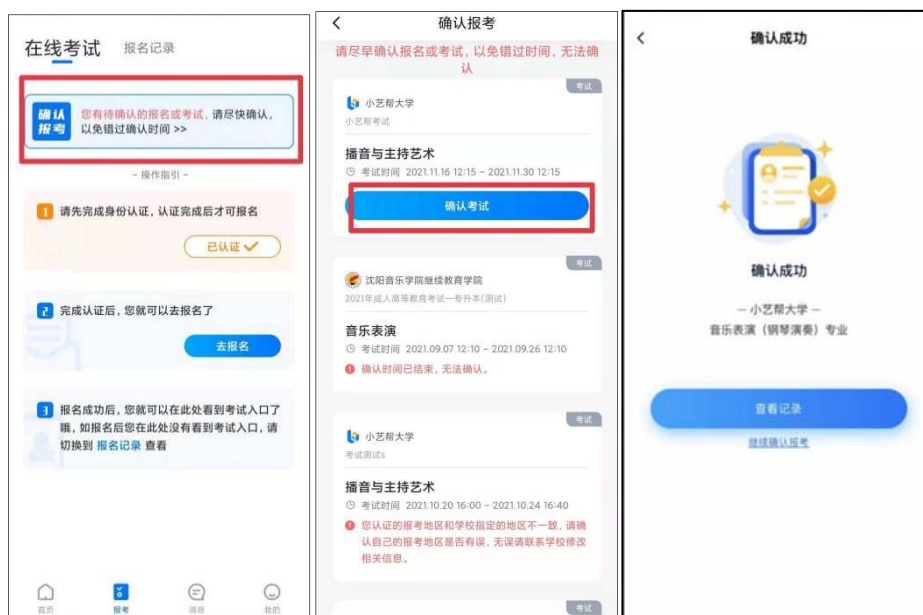 在线考试 报名记录
确认
报考
您有待确认的报名或考试，请尽快确认，
以免错过确认时间 >>
- 操作指引 -
1 请先完成身份认证，认证完成后才可报名
已认证
2 完成认证后，您就可以去报名了
去报名
3 报名成功后，您就可以在此处看到考试入口了
哦，如报名后您在此处没有看到考试入口，请
切换到 报名记录 查看
首页 报考 消息 我的
确认报考
请尽早确认报名或考试，以免错过时间，无法确
认
考试
小艺帮大学
小艺帮考试
播音与主持艺术
考试时间 2021.11.16 12:15 - 2021.11.30 12:15
确认考试
考试
沈阳音乐学院继续教育学院
2021年成人高等教育考试—专升本(测试)
音乐表演
考试时间 2021.09.07 12:10 - 2021.09.26 12:10
确认时间已结束，无法确认。
考试
小艺帮大学
考试测试s
播音与主持艺术
考试时间 2021.10.20 16:00 - 2021.10.24 16:40
您认证的报考地区和学校指定的地区不一致，请确
认自己的报考地区是否有误，无误请联系学校修改
相关信息。
考试
确认成功
确认成功
— 小艺帮大学 —
音乐表演（钢琴演奏）专业
查看记录
继续确认报考